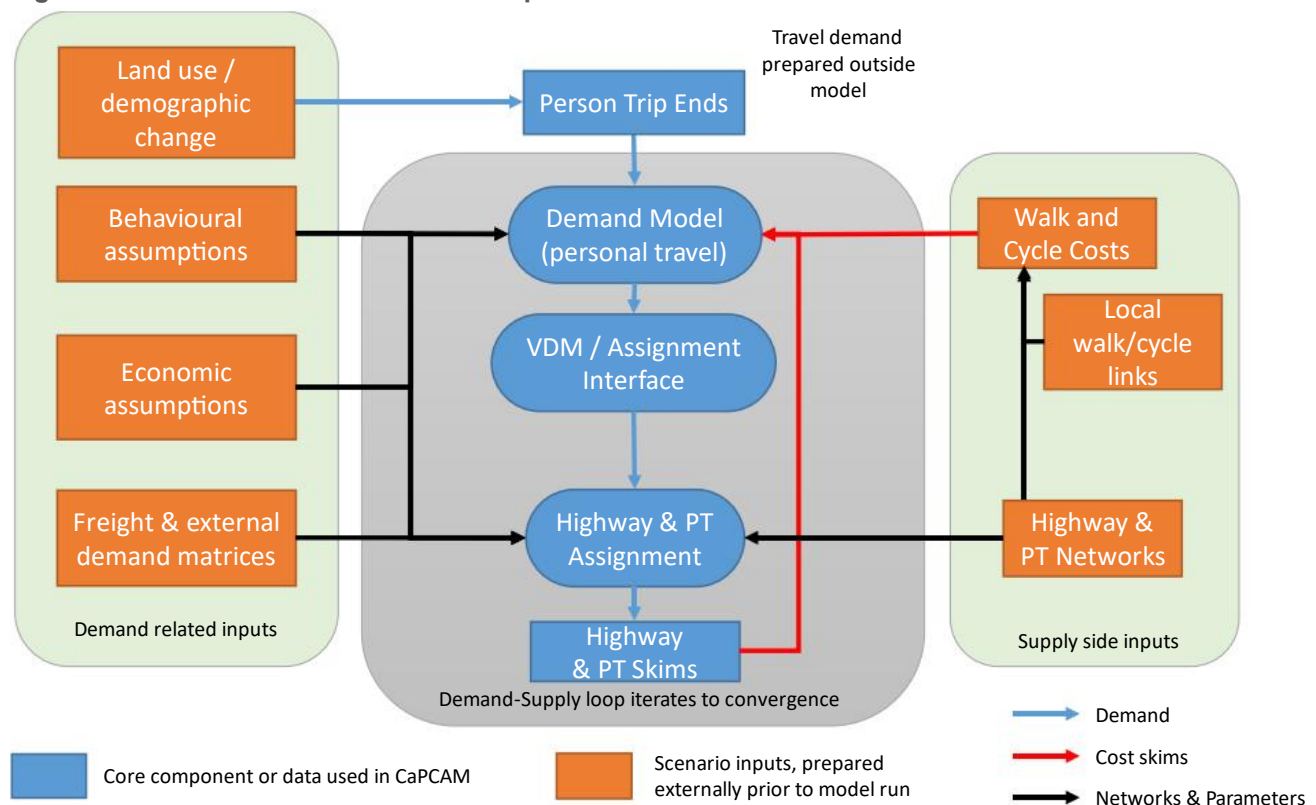 Land use /
demographic
change
Behavioural
assumptions
Economic
assumptions
Freight & external
demand matrices
Demand related inputs
Travel demand
prepared outside
model
Person Trip Ends
Demand Model
(personal travel)
VDM / Assignment
Interface
Highway & PT
Assignment
Highway
& PT Skims
Demand-Supply loop iterates to convergence
Walk and
Cycle Costs
Local
walk/cycle
links
Highway &
PT Networks
Supply side inputs
Core component or data used in CaPCAM
Scenario inputs, prepared
externally prior to model run
Demand
Cost skims
Networks & Parameters